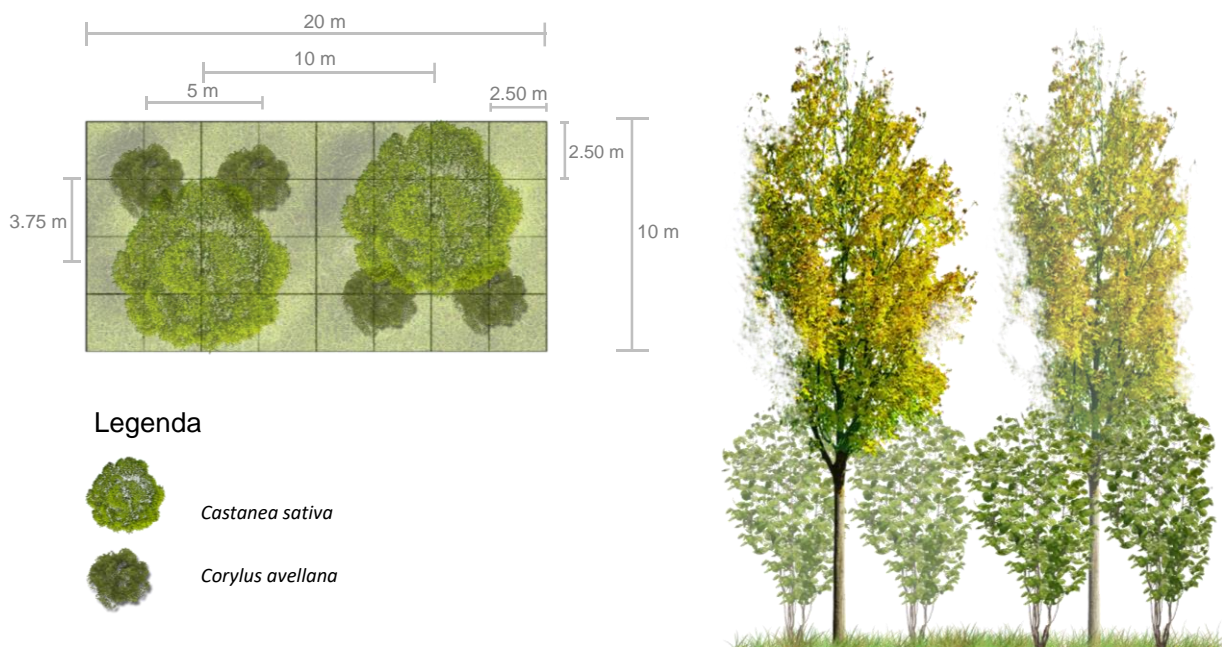 20 m
10 m
5 m
2.50 m
2.50 m
3.75 m
10 m
Legenda
Castanea sativa
Corylus avellana